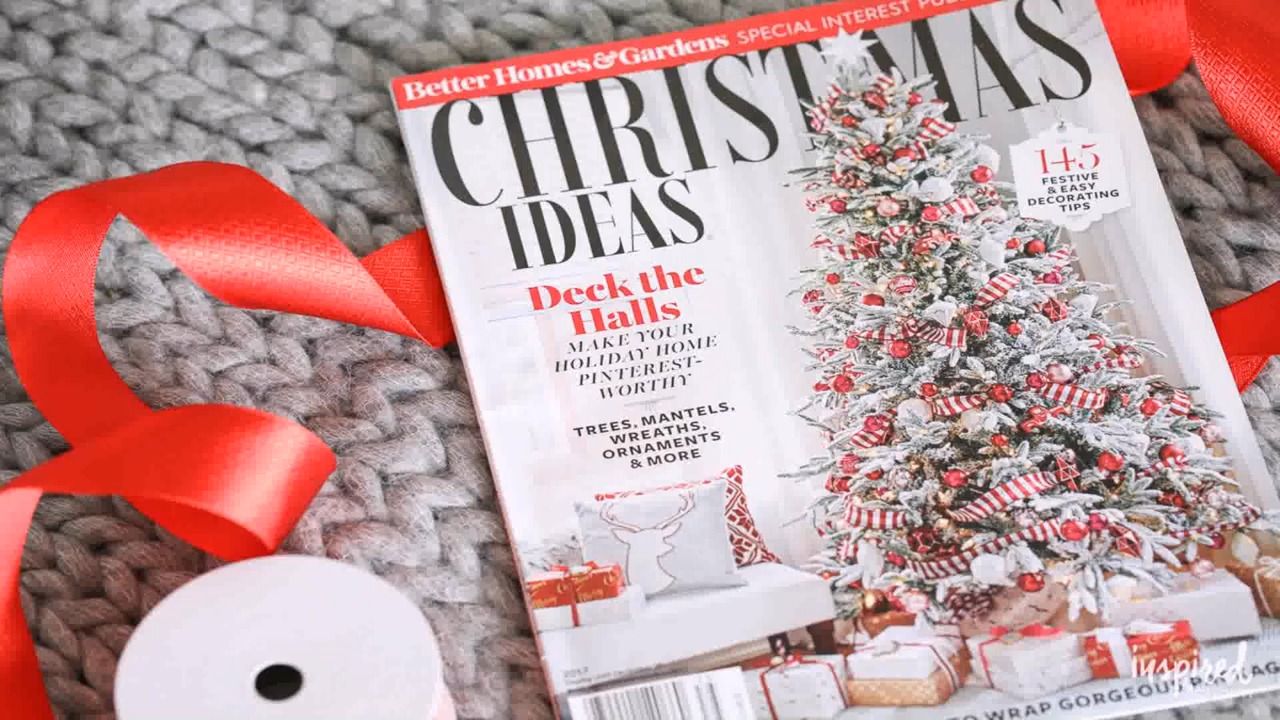 Better Homes & Gardens SPECIAL INTEREST
CHRISTMAS
IDEAS
145
FESTIVE
& EASY
DECORATING
TIPS
Deck the
Halls
MAKE YOUR
HOLIDAY HOME
PINTEREST-
WORTHY
TREES, MANTELS,
WREATHS,
ORNAMENTS
& MORE
2017
inspired
TO WRAP GORGEOUS